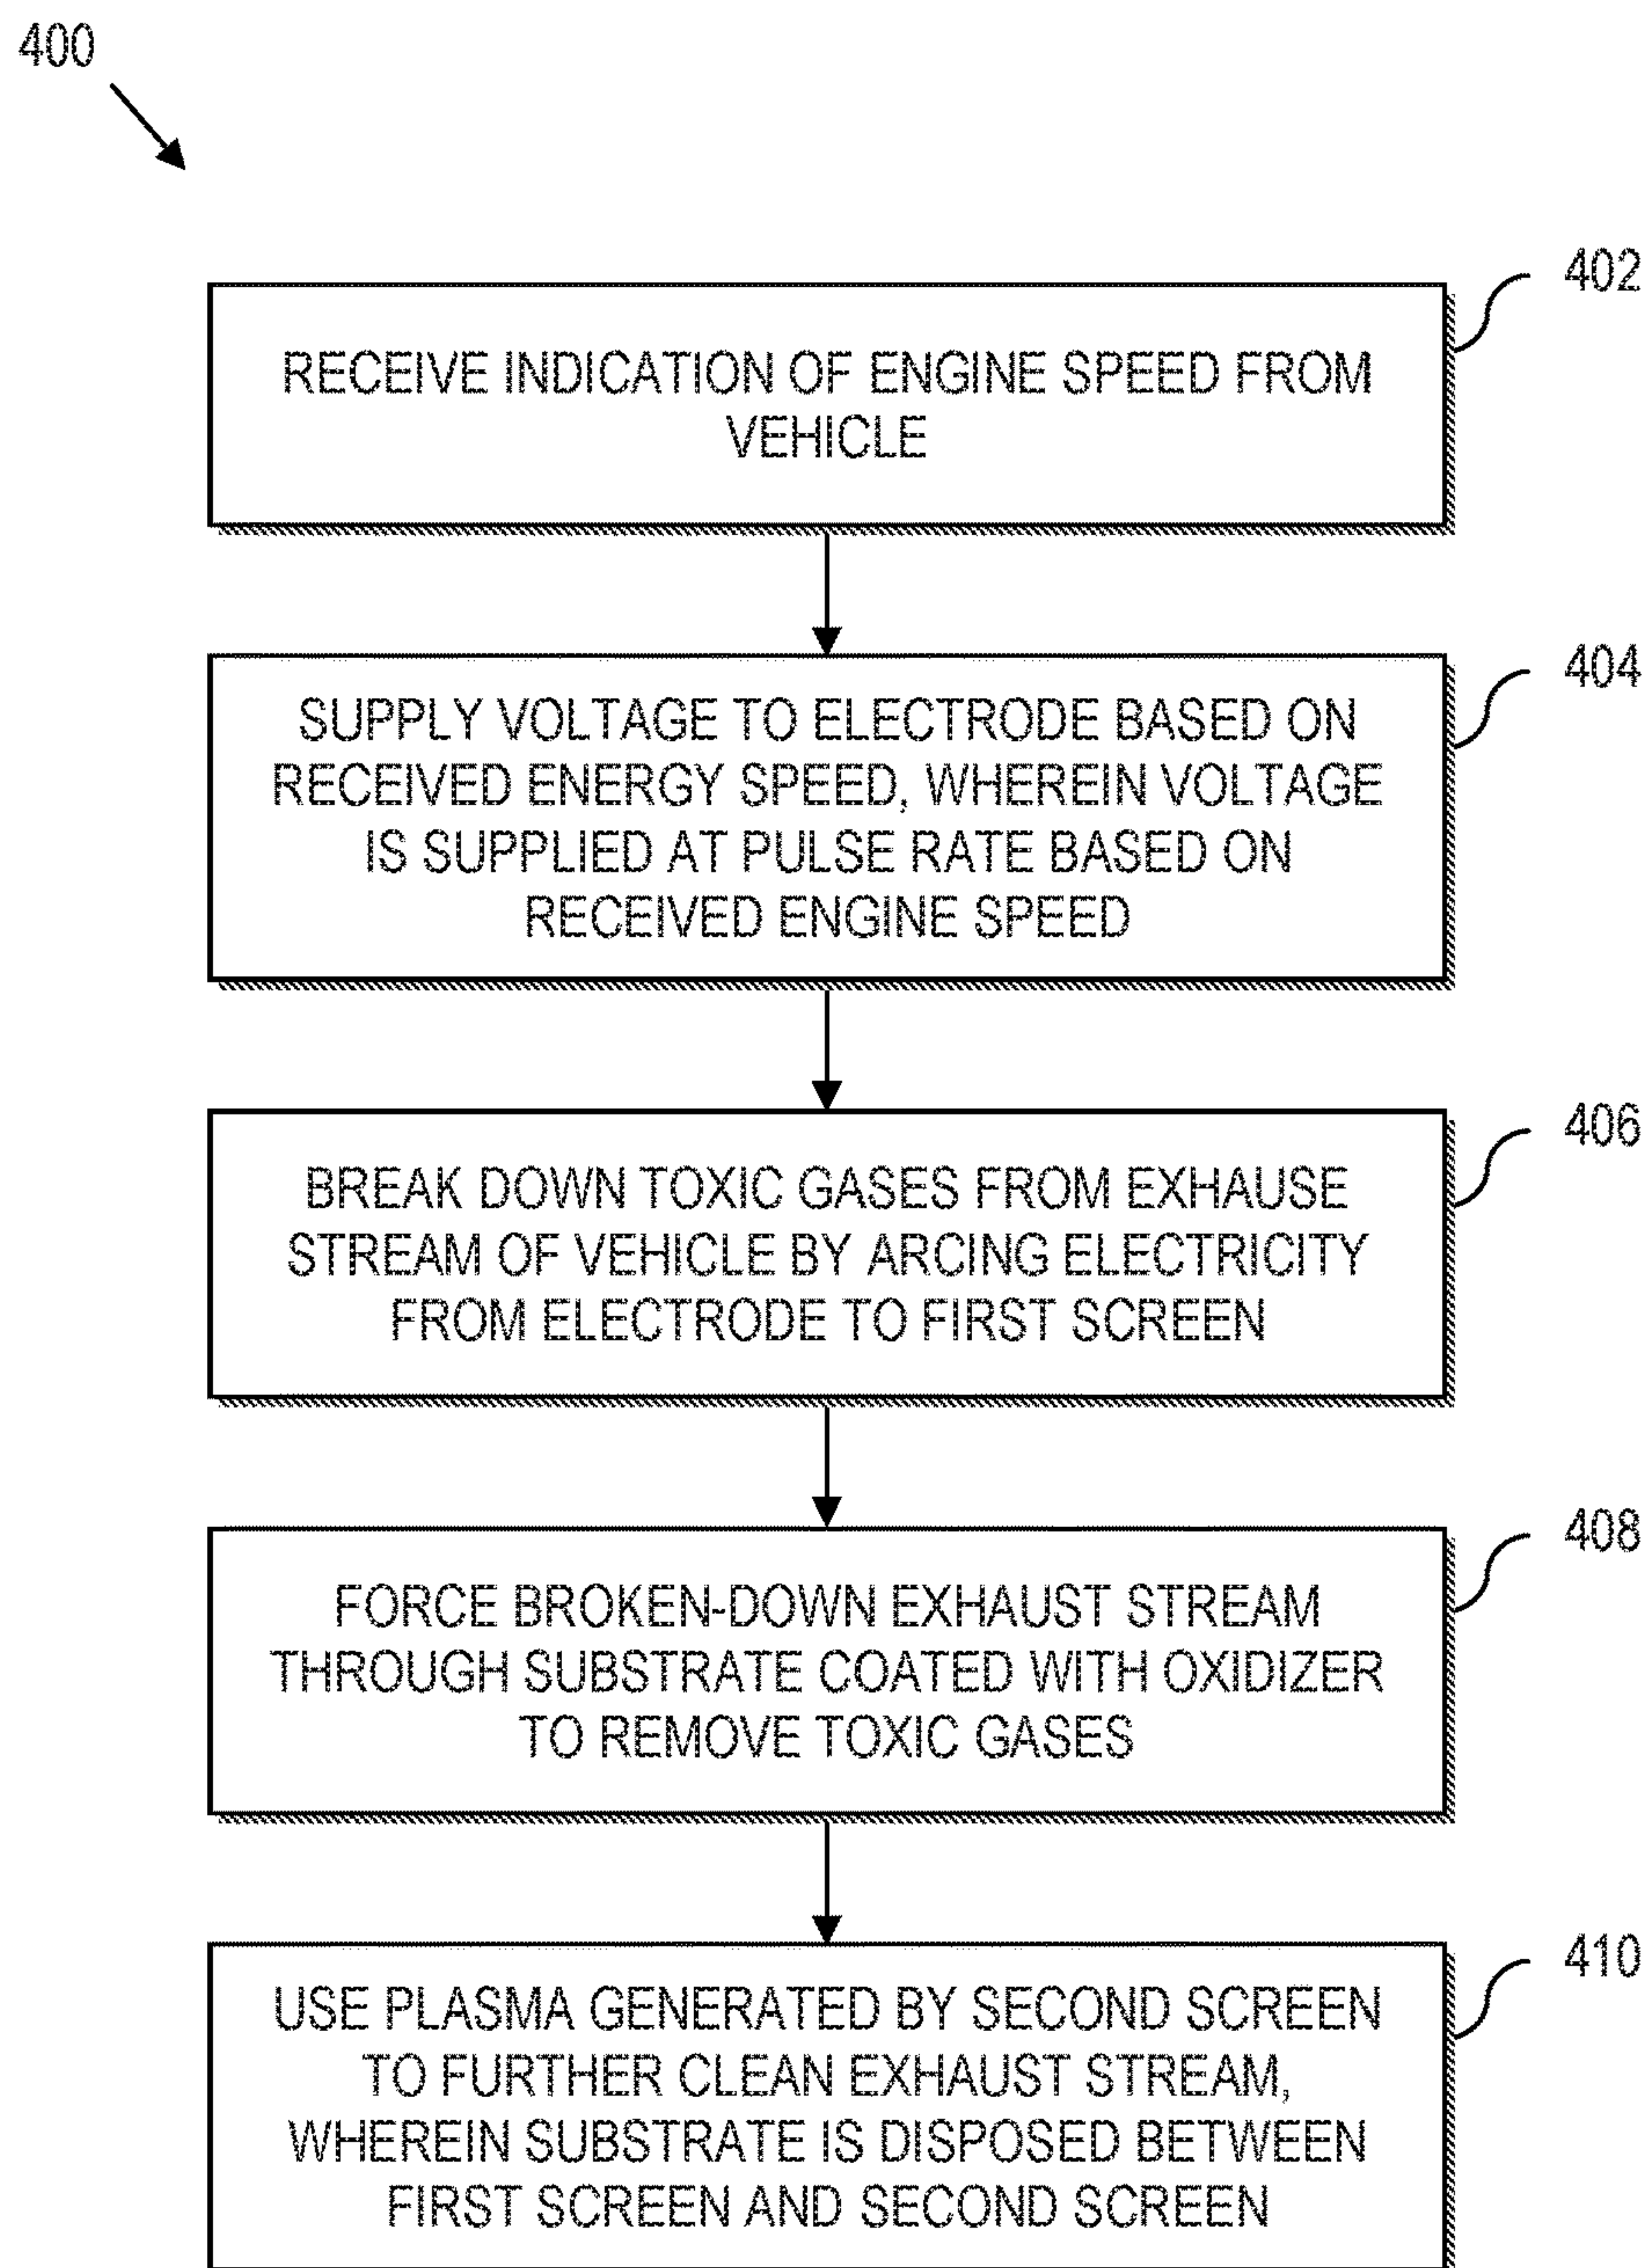 400
402
RECEIVE INDICATION OF ENGINE SPEED FROM
VEHICLE
404
SUPPLY VOLTAGE TO ELECTRODE BASED ON
RECEIVED ENERGY SPEED, WHEREIN VOLTAGE
IS SUPPLIED AT PULSE RATE BASED ON
RECEIVED ENGINE SPEED
406
BREAK DOWN TOXIC GASES FROM EXHAUSE
STREAM OF VEHICLE BY ARCING ELECTRICITY
FROM ELECTRODE TO FIRST SCREEN
408
FORCE BROKEN-DOWN EXHAUST STREAM
THROUGH SUBSTRATE COATED WITH OXIDIZER
TO REMOVE TOXIC GASES
410
USE PLASMA GENERATED BY SECOND SCREEN
TO FURTHER CLEAN EXHAUST STREAM,
WHEREIN SUBSTRATE IS DISPOSED BETWEEN
FIRST SCREEN AND SECOND SCREEN